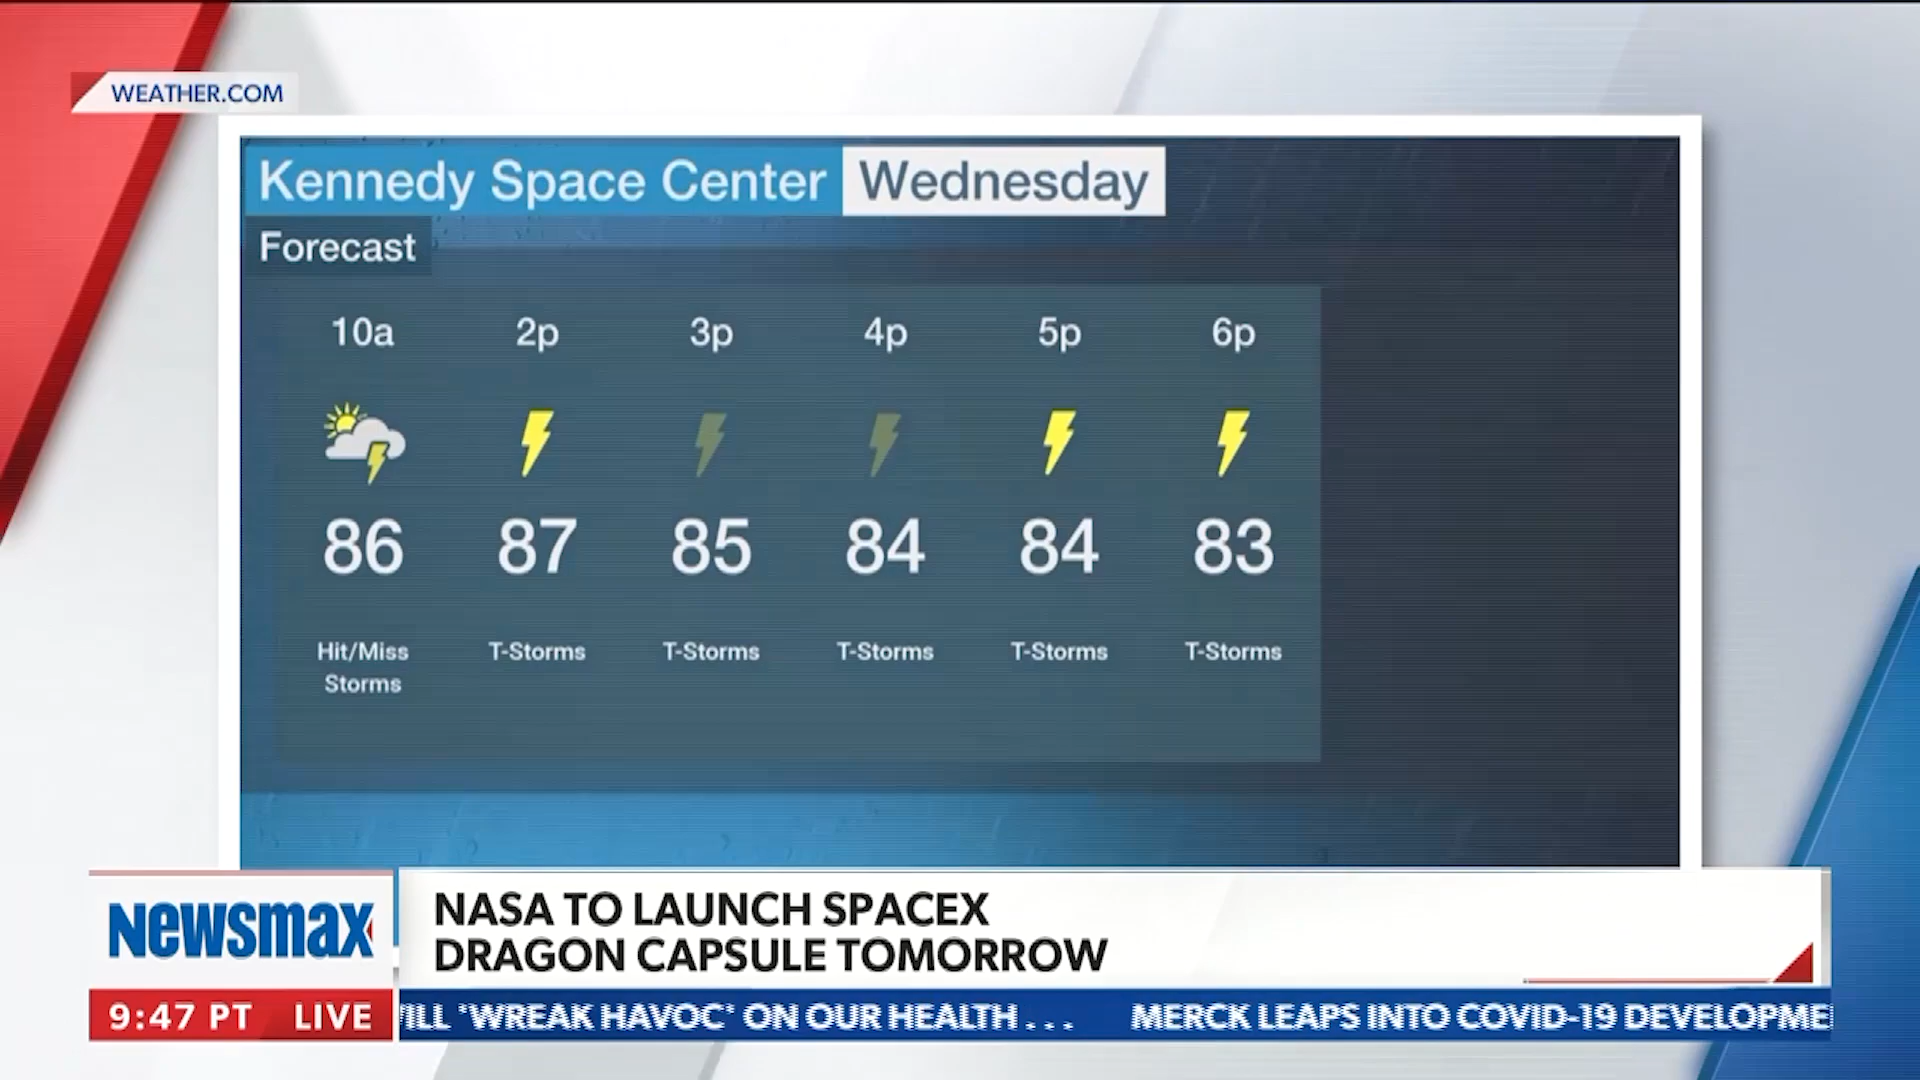 WEATHER.COM
Kennedy Space Center Wednesday
Forecast
10a 2p 3p 4p 5p 6p
86 87 85 84 84 83
Hit/Miss Storms T-Storms T-Storms T-Storms T-Storms T-Storms
NEWSMAX
NASA TO LAUNCH SPACEX
DRAGON CAPSULE TOMORROW
9:47 PT LIVE
"WREAK HAVOC" ON OUR HEALTH . . . MERCK LEAPS INTO COVID-19